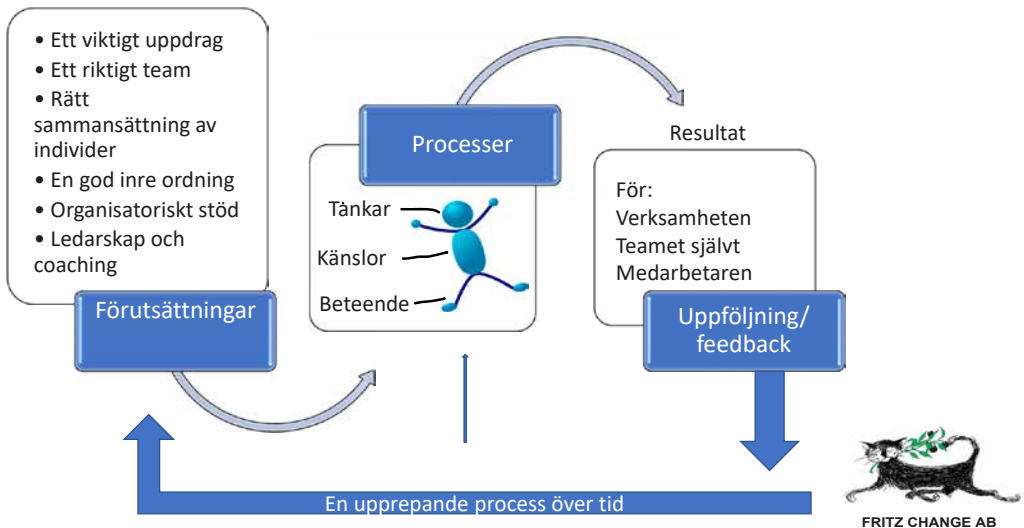 • Ett viktigt uppdrag
• Ett riktigt team
• Rätt
sammansättning av
individer
• En god inre ordning
• Organisatoriskt stöd
• Ledarskap och
coaching
Förutsättningar
Processer
Tankar
Känslor
Beteende
Resultat
För:
Verksamheten
Teamet självt
Medarbetaren
Uppföljning/
feedback
En upprepande process över tid
FRITZ CHANGE AB